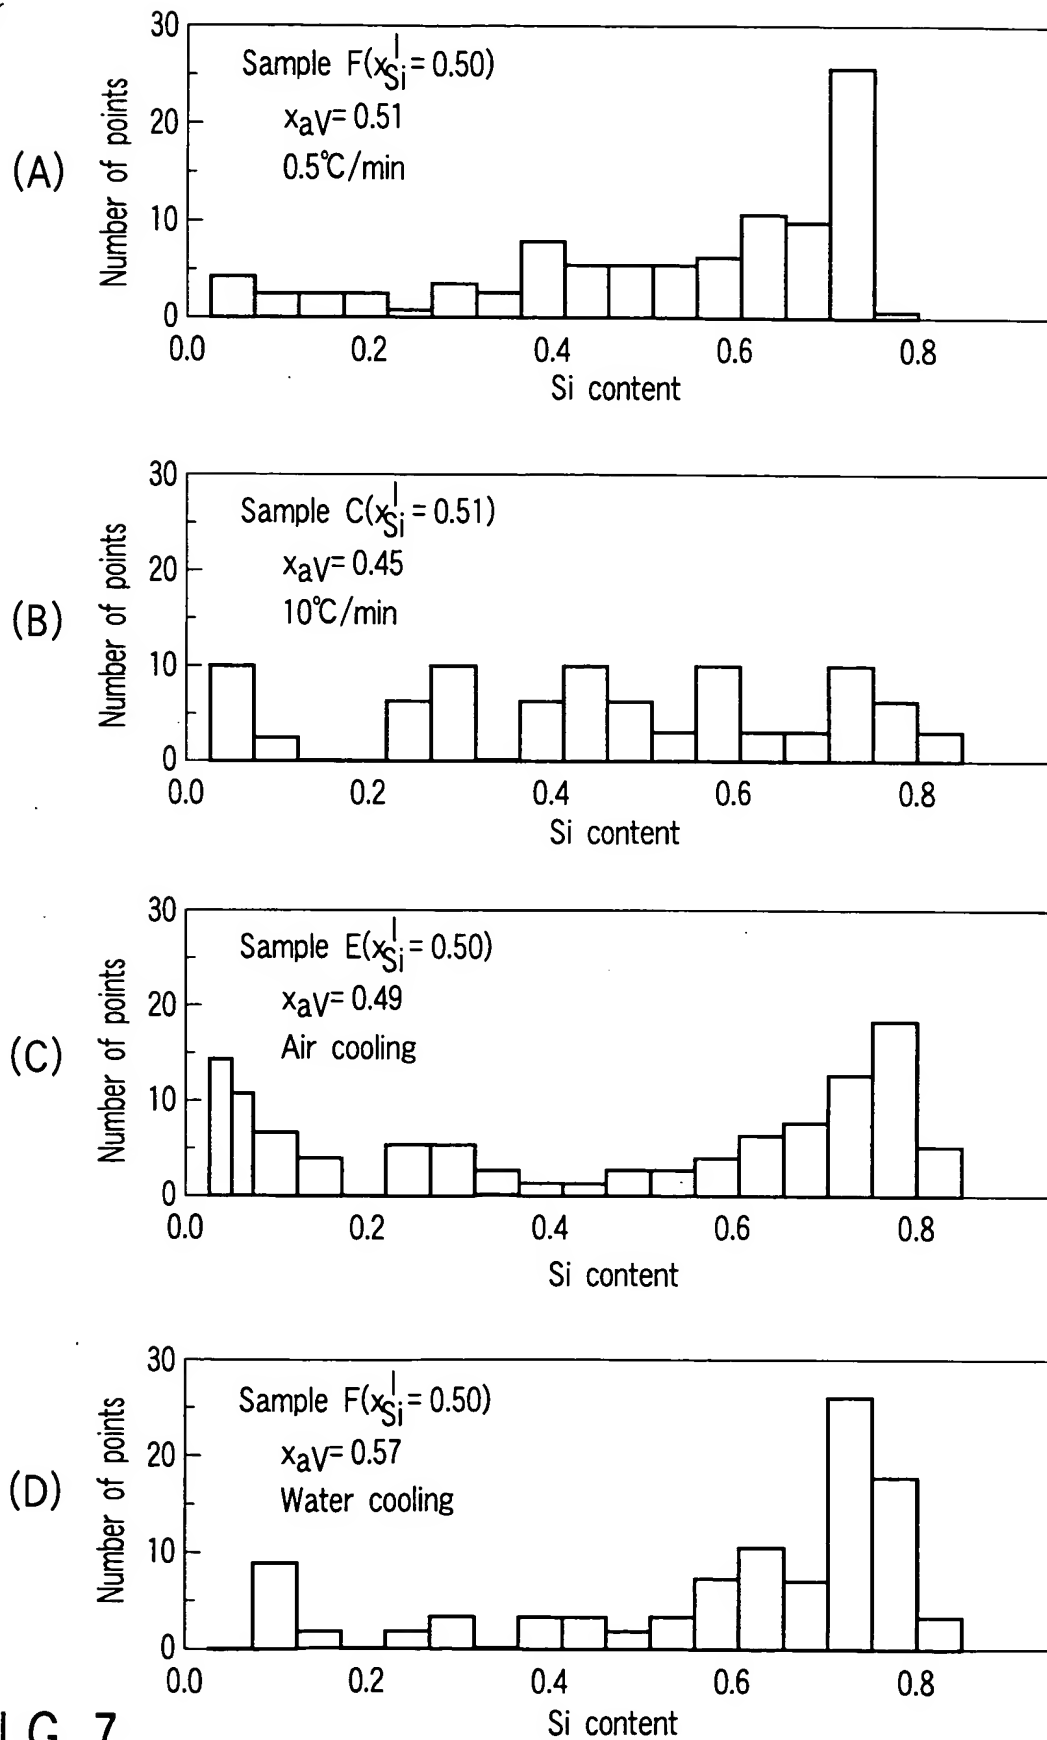 (A)
Number of points
30
20
10
0
Sample F(x^l_Si = 0.50)
xav= 0.51
0.5℃/min
0.0 0.2 0.4 0.6 0.8
Si content
(B)
Number of points
30
20
10
0
Sample C(x^l_Si = 0.51)
xav= 0.45
10℃/min
0.0 0.2 0.4 0.6 0.8
Si content
(C)
Number of points
30
20
10
0
Sample E(x^l_Si = 0.50)
xav= 0.49
Air cooling
0.0 0.2 0.4 0.6 0.8
Si content
(D)
Number of points
30
20
10
0
Sample F(x^l_Si = 0.50)
xav= 0.57
Water cooling
0.0 0.2 0.4 0.6 0.8
Si content
I G. 7